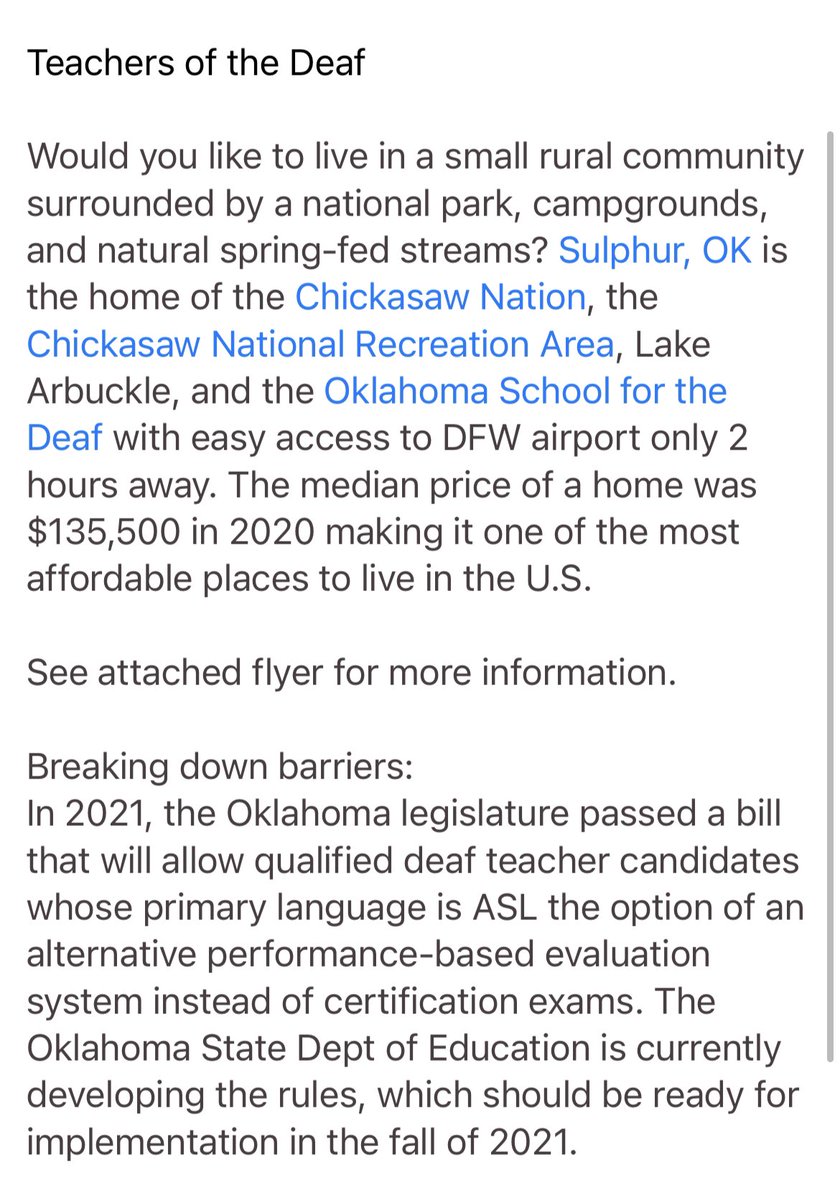 Teachers of the Deaf
Would you like to live in a small rural community
surrounded by a national park, campgrounds,
and natural spring-fed streams? Sulphur, OK is
the home of the Chickasaw Nation, the
Chickasaw National Recreation Area, Lake
Arbuckle, and the Oklahoma School for the
Deaf with easy access to DFW airport only 2
hours away. The median price of a home was
$135,500 in 2020 making it one of the most
affordable places to live in the U.S.
See attached flyer for more information.
Breaking down barriers:
In 2021, the Oklahoma legislature passed a bill
that will allow qualified deaf teacher candidates
whose primary language is ASL the option of an
alternative performance-based evaluation
system instead of certification exams. The
Oklahoma State Dept of Education is currently
developing the rules, which should be ready for
implementation in the fall of 2021.